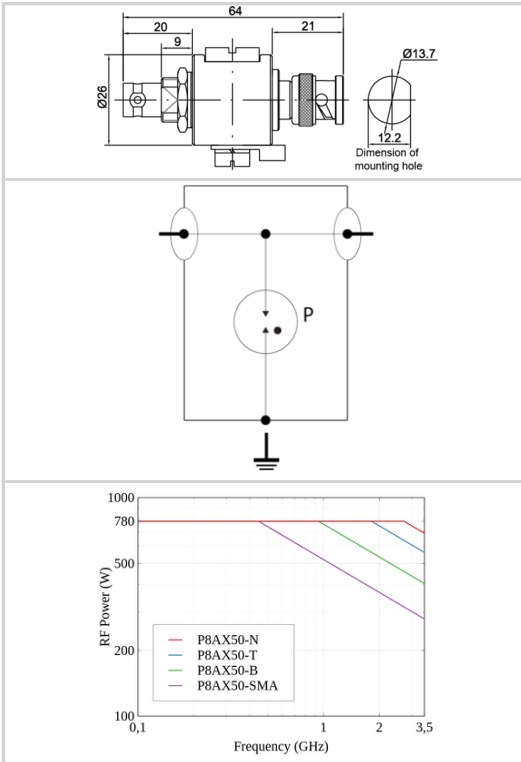 64
20
21
9
Ø13.7
Ø26
12.2
Dimension of
mounting hole
P
1000
780
500
200
100
RF Power (W)
P8AX50-N
P8AX50-T
P8AX50-B
P8AX50-SMA
0,1
1
2
3,5
Frequency (GHz)